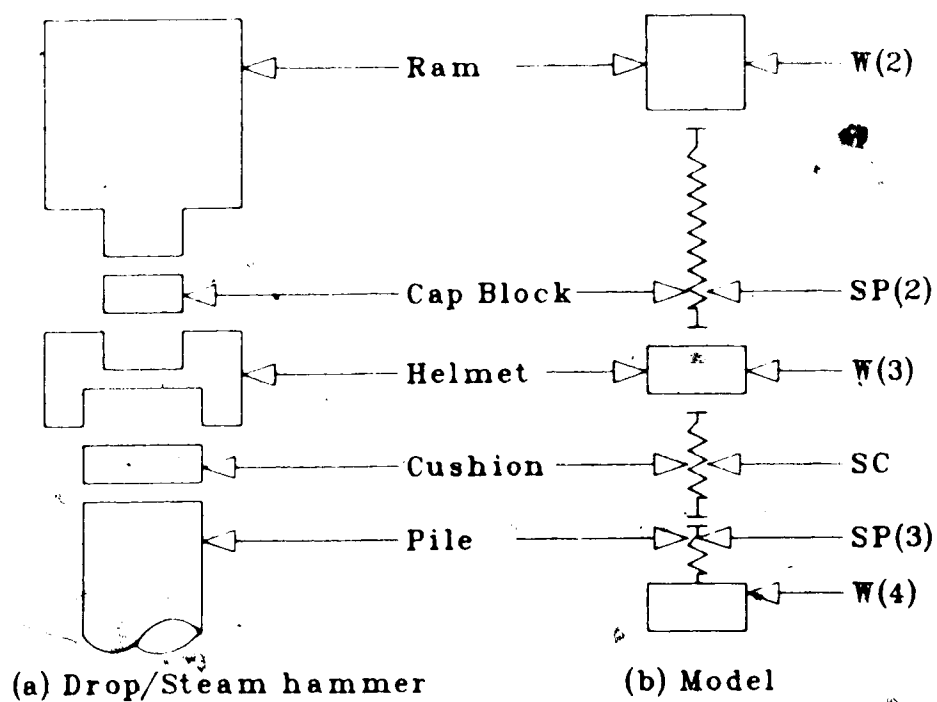 Ram W(2)
Cap Block SP(2)
Helmet W(3)
Cushion SC
Pile SP(3)
W(4)
(a) Drop/Steam hammer (b) Model